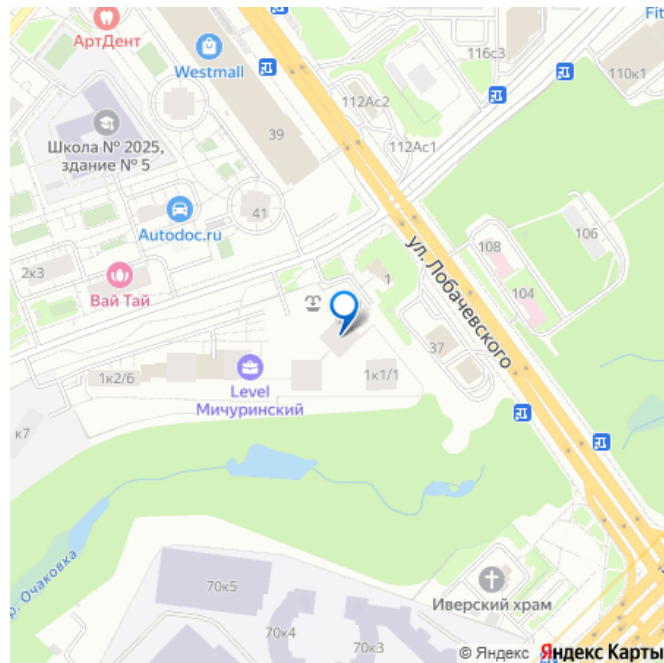 Fit
АртДент
116с3
Westmall
110к1
112Ас2
39
Школа № 2025,
здание № 5
112Ас1
41
Autodoc.ru
106
108
2к3
ул. Лобачевского
104
Вай Тай
1
37
1к2/6
1к1/1
Level
Мичуринский
к7
р. Очаковка
70к5
Иверский храм
70к4
70к3
© Яндекс Яндекс Карты